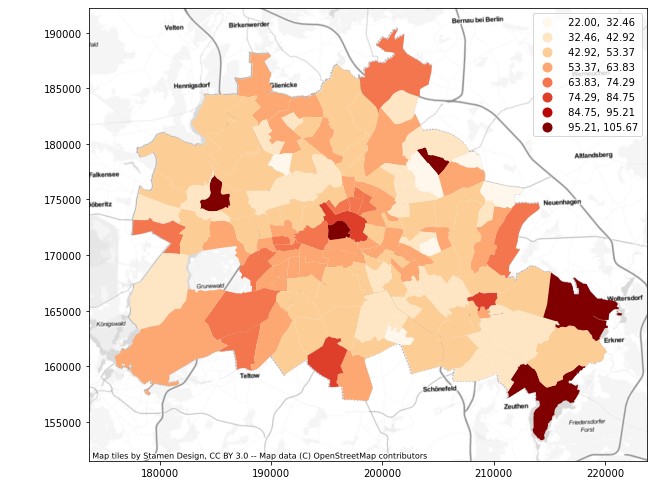 Velten
Birkenwerder
Bernau bei Berlin
Hennigsdorf
Glienicke
Falkensee
Altlandsberg
Neuenhagen
Grunewald
Königswald
Woltersdorf
Erkner
Teltow
Schönefeld
Zeuthen
Friedersdorfer
Forst
22.00, 32.46
32.46, 42.92
42.92, 53.37
53.37, 63.83
63.83, 74.29
74.29, 84.75
84.75, 95.21
95.21, 105.67
190000
185000
180000
175000
170000
165000
160000
155000
180000
190000
200000
210000
220000
Map tiles by Stamen Design, CC BY 3.0 -- Map data (C) OpenStreetMap contributors